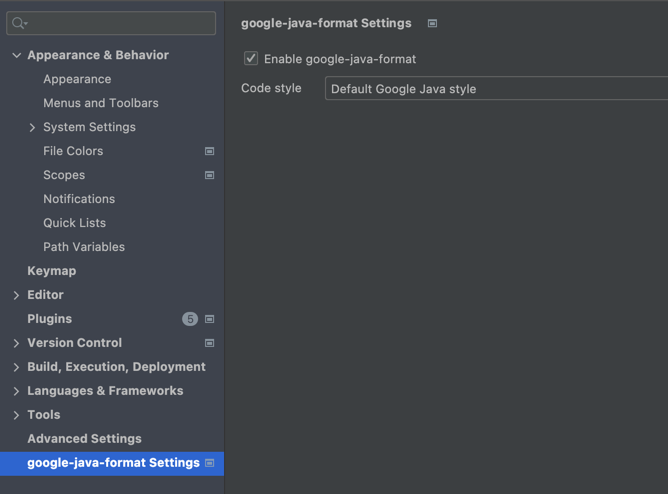 google-java-format Settings
Enable google-java-format
Code style
Default Google Java style
Appearance & Behavior
Appearance
Menus and Toolbars
System Settings
File Colors
Scopes
Notifications
Quick Lists
Path Variables
Keymap
Editor
Plugins 5
Version Control
Build, Execution, Deployment
Languages & Frameworks
Tools
Advanced Settings
google-java-format Settings